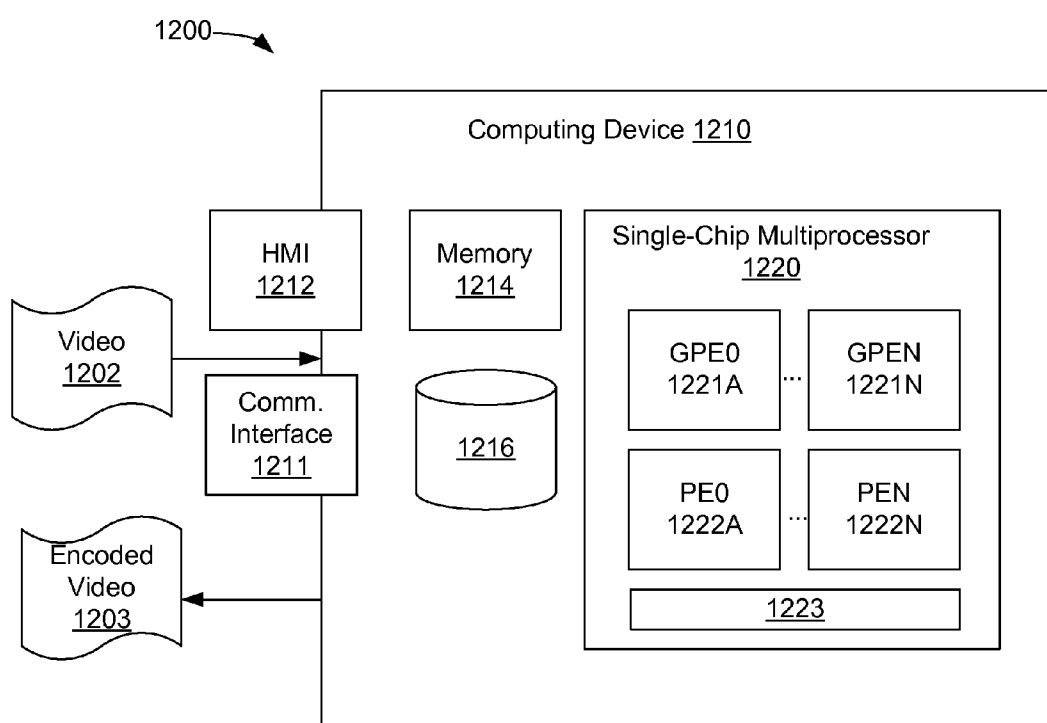 1200
Computing Device 1210
HMI
1212
Memory
1214
Single-Chip Multiprocessor
1220
Video
1202
GPE0
1221A
...
GPEN
1221N
Comm.
Interface
1211
1216
PE0
1222A
...
PEN
1222N
Encoded
Video
1203
1223